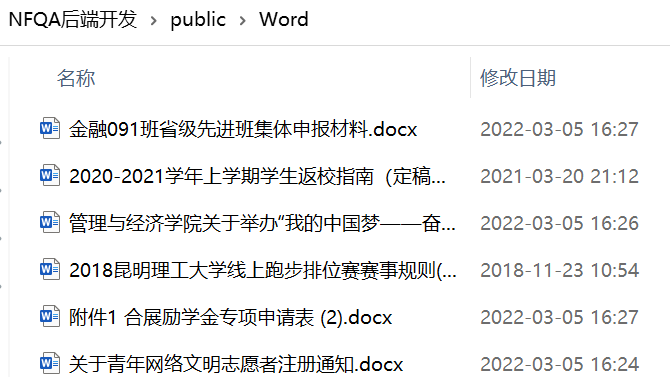 NFQA后端开发 > public > Word
名称 修改日期
金融091班省级先进班集体申报材料.docx 2022-03-05 16:27
2020-2021学年上学期学生返校指南（定稿... 2021-03-20 21:12
管理与经济学院关于举办“我的中国梦——奋... 2022-03-05 16:26
2018昆明理工大学线上跑步排位赛赛事规则(... 2018-11-23 10:54
附件1 合展励学金专项申请表 (2).docx 2022-03-05 16:27
关于青年网络文明志愿者注册通知.docx 2022-03-05 16:24